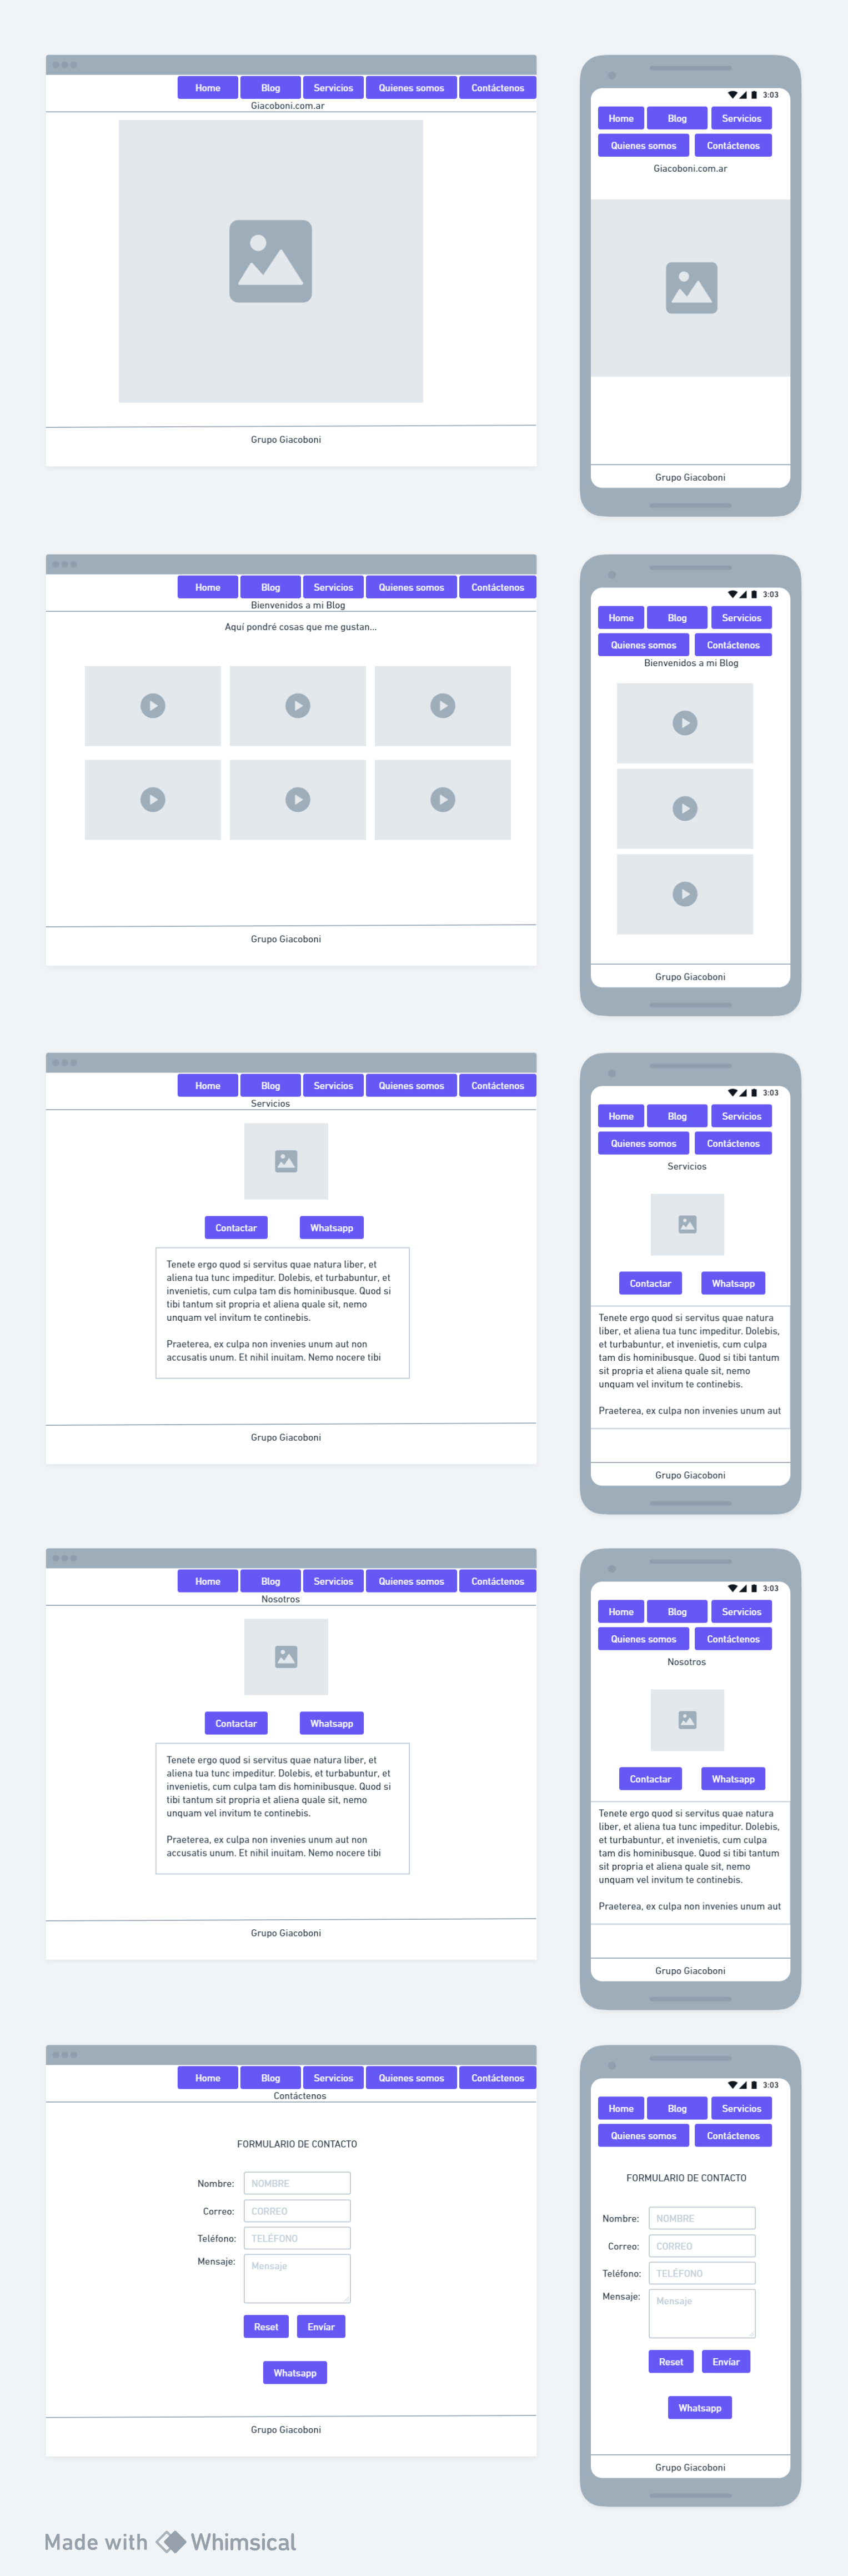 Home Blog Servicios Quienes somos Contáctenos
Giacoboni.com.ar
Grupo Giacoboni
3:03
Home Blog Servicios
Quienes somos Contáctenos
Giacoboni.com.ar
Grupo Giacoboni
Home Blog Servicios Quienes somos Contáctenos
Bienvenidos a mi Blog
Aquí pondré cosas que me gustan...
Grupo Giacoboni
3:03
Home Blog Servicios
Quienes somos Contáctenos
Bienvenidos a mi Blog
Grupo Giacoboni
Home Blog Servicios Quienes somos Contáctenos
Servicios
Contactar Whatsapp
Tenete ergo quod si servitus quae natura liber, et
aliena tua tunc impeditur. Dolebis, et turbabuntur, et
invenietis, cum culpa tam dis hominibusque. Quod si
tibi tantum sit propria et aliena quale sit, nemo
unquam vel invitum te continebis.
Praeterea, ex culpa non invenies unum aut non
accusatis unum. Et nihil inuitam. Nemo nocere tibi
Grupo Giacoboni
3:03
Home Blog Servicios
Quienes somos Contáctenos
Servicios
Contactar Whatsapp
Tenete ergo quod si servitus quae natura
liber, et aliena tua tunc impeditur. Dolebis,
et turbabuntur, et invenietis, cum culpa
tam dis hominibusque. Quod si tibi tantum
sit propria et aliena quale sit, nemo
unquam vel invitum te continebis.
Praeterea, ex culpa non invenies unum aut
Grupo Giacoboni
Home Blog Servicios Quienes somos Contáctenos
Nosotros
Contactar Whatsapp
Tenete ergo quod si servitus quae natura liber, et
aliena tua tunc impeditur. Dolebis, et turbabuntur, et
invenietis, cum culpa tam dis hominibusque. Quod si
tibi tantum sit propria et aliena quale sit, nemo
unquam vel invitum te continebis.
Praeterea, ex culpa non invenies unum aut non
accusatis unum. Et nihil inuitam. Nemo nocere tibi
Grupo Giacoboni
3:03
Home Blog Servicios
Quienes somos Contáctenos
Nosotros
Contactar Whatsapp
Tenete ergo quod si servitus quae natura
liber, et aliena tua tunc impeditur. Dolebis,
et turbabuntur, et invenietis, cum culpa
tam dis hominibusque. Quod si tibi tantum
sit propria et aliena quale sit, nemo
unquam vel invitum te continebis.
Praeterea, ex culpa non invenies unum aut
Grupo Giacoboni
Home Blog Servicios Quienes somos Contáctenos
Contáctenos
FORMULARIO DE CONTACTO
Nombre: NOMBRE
Correo: CORREO
Teléfono: TELÉFONO
Mensaje: Mensaje
Reset Enviar
Whatsapp
Grupo Giacoboni
3:03
Home Blog Servicios
Quienes somos Contáctenos
FORMULARIO DE CONTACTO
Nombre: NOMBRE
Correo: CORREO
Teléfono: TELÉFONO
Mensaje: Mensaje
Reset Enviar
Whatsapp
Grupo Giacoboni
Made with Whimsical